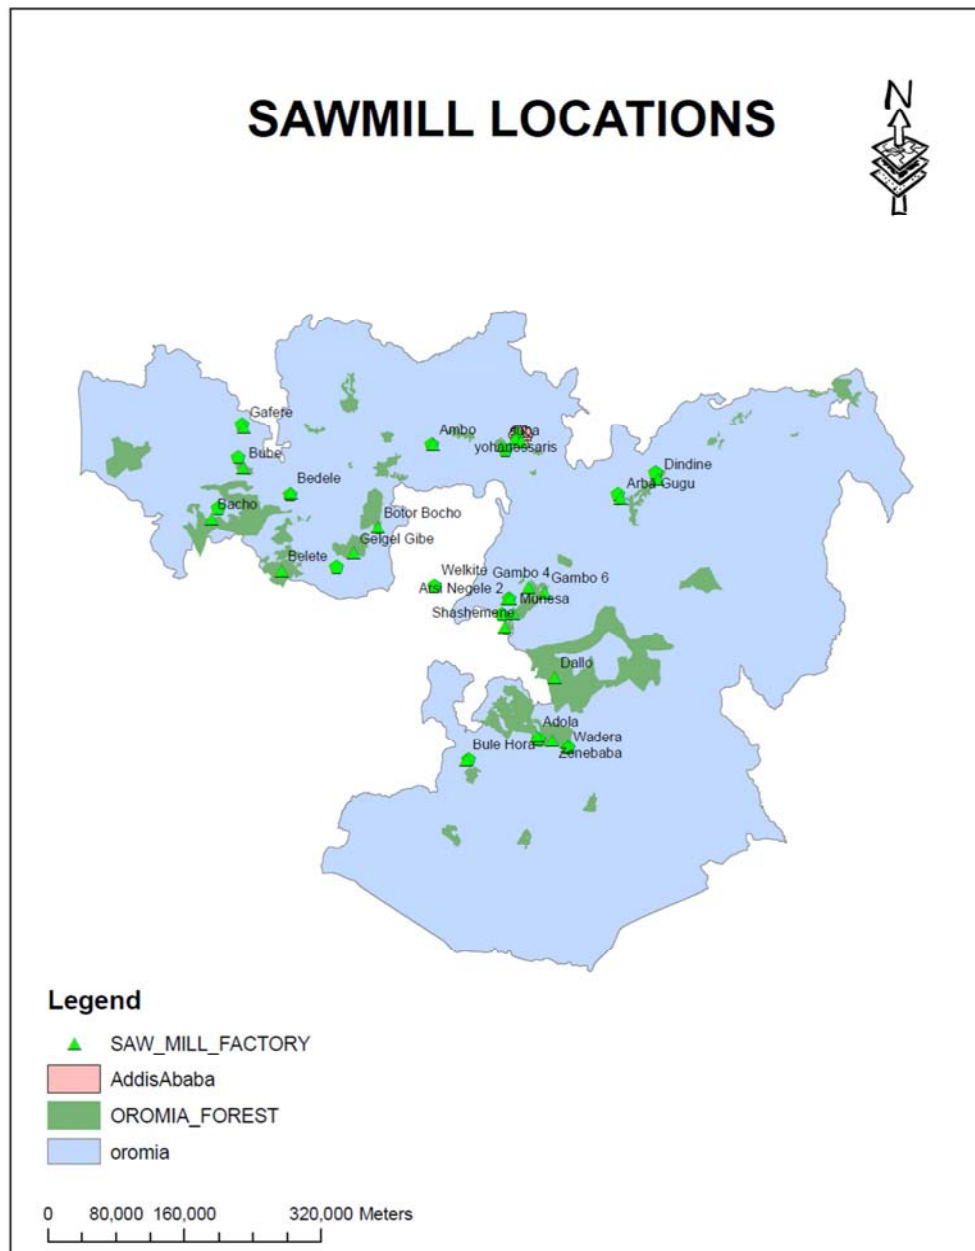 SAWMILL LOCATIONS
N
Gafere
Ambo
yohanessaris
Bube
Dindine
Bedele
Arba Gugu
Bacho
Botor Bocho
Gelgel Gibe
Belete
Welkite
Gambo 4
Gambo 6
Arsi Negele 2
Munesa
Shashemene
Dallo
Adola
Bule Hora
Wadera
Zenebaba
Legend
SAW_MILL_FACTORY
AddisAbaba
OROMIA_FOREST
oromia
0 80,000 160,000 320,000 Meters